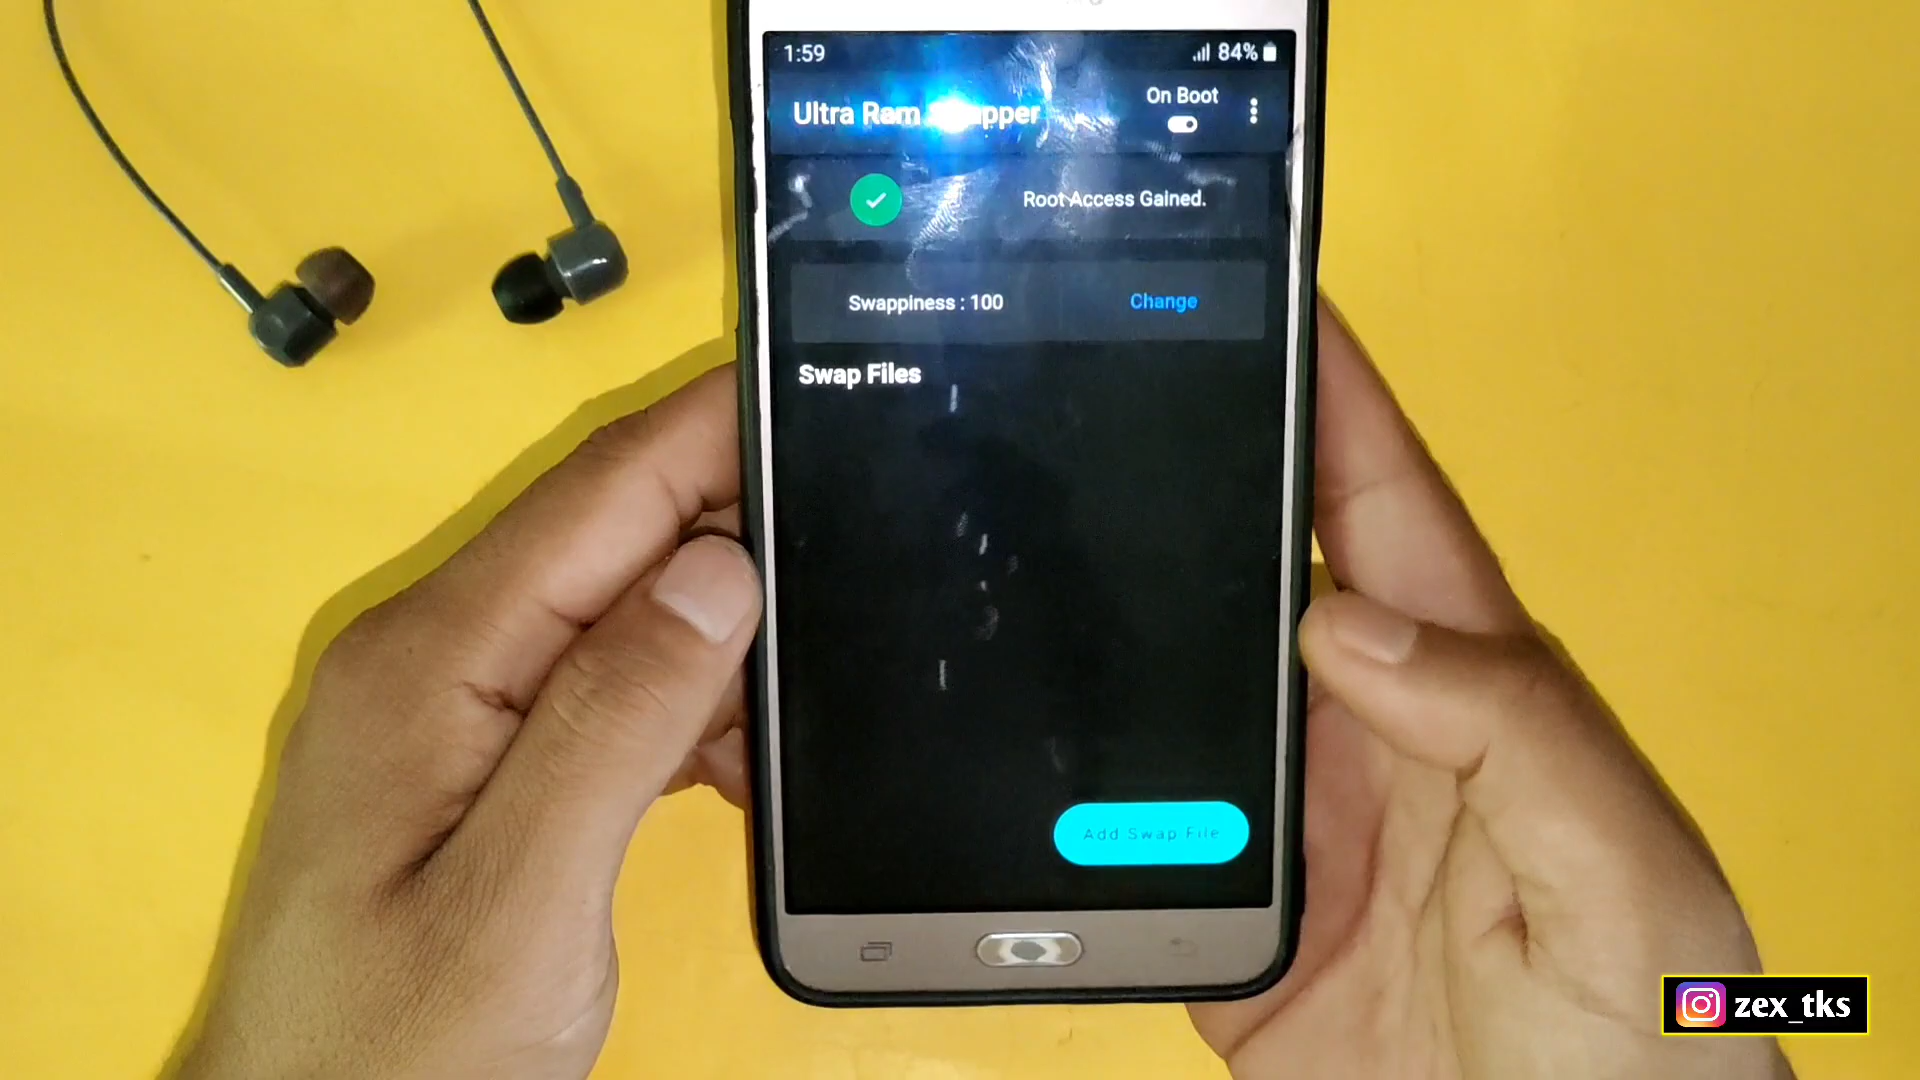 1:59
84%
On Boot
Ultra Ram
Root Access Gained.
Swappiness : 100
Change
Swap Files
Add Swap File
zex_tks